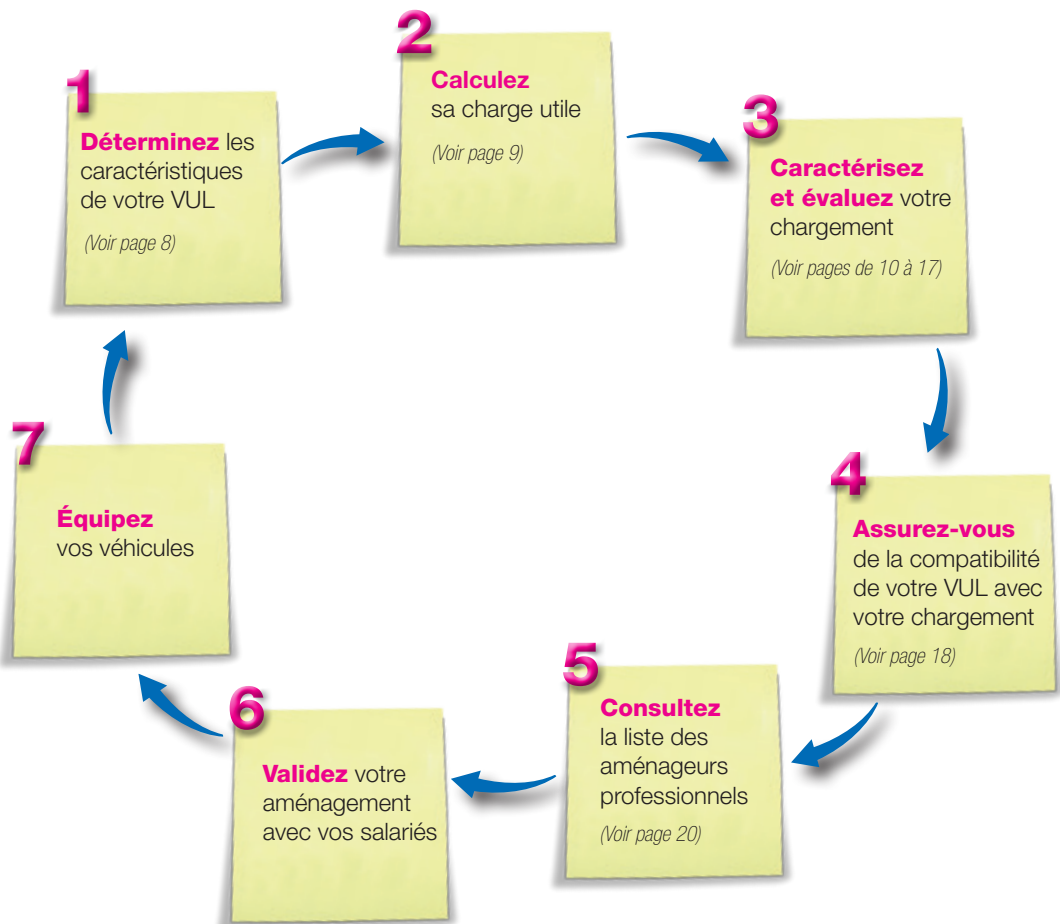 1
Déterminez les
caractéristiques
de votre VUL
(Voir page 8)
2
Calculez
sa charge utile
(Voir page 9)
3
Caractérisez
et évaluez votre
chargement
(Voir pages de 10 à 17)
4
Assurez-vous
de la compatibilité
de votre VUL avec
votre chargement
(Voir page 18)
5
Consultez
la liste des
aménageurs
professionnels
(Voir page 20)
6
Validez votre
aménagement
avec vos salariés
7
Équipez
vos véhicules